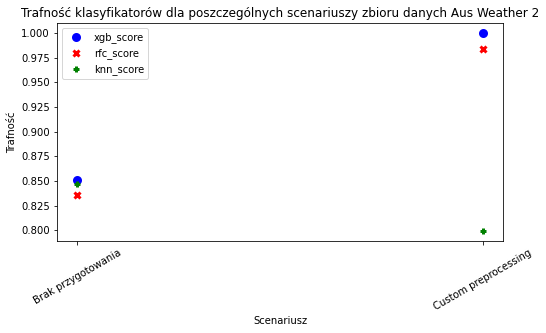 Trafność klasyfikatorów dla poszczególnych scenariuszy zbioru danych Aus Weather 2
xgb_score
rfc_score
knn_score
Trafność
1.000
0.975
0.950
0.925
0.900
0.875
0.850
0.825
0.800
Brak przygotowania
Custom preprocessing
Scenariusz